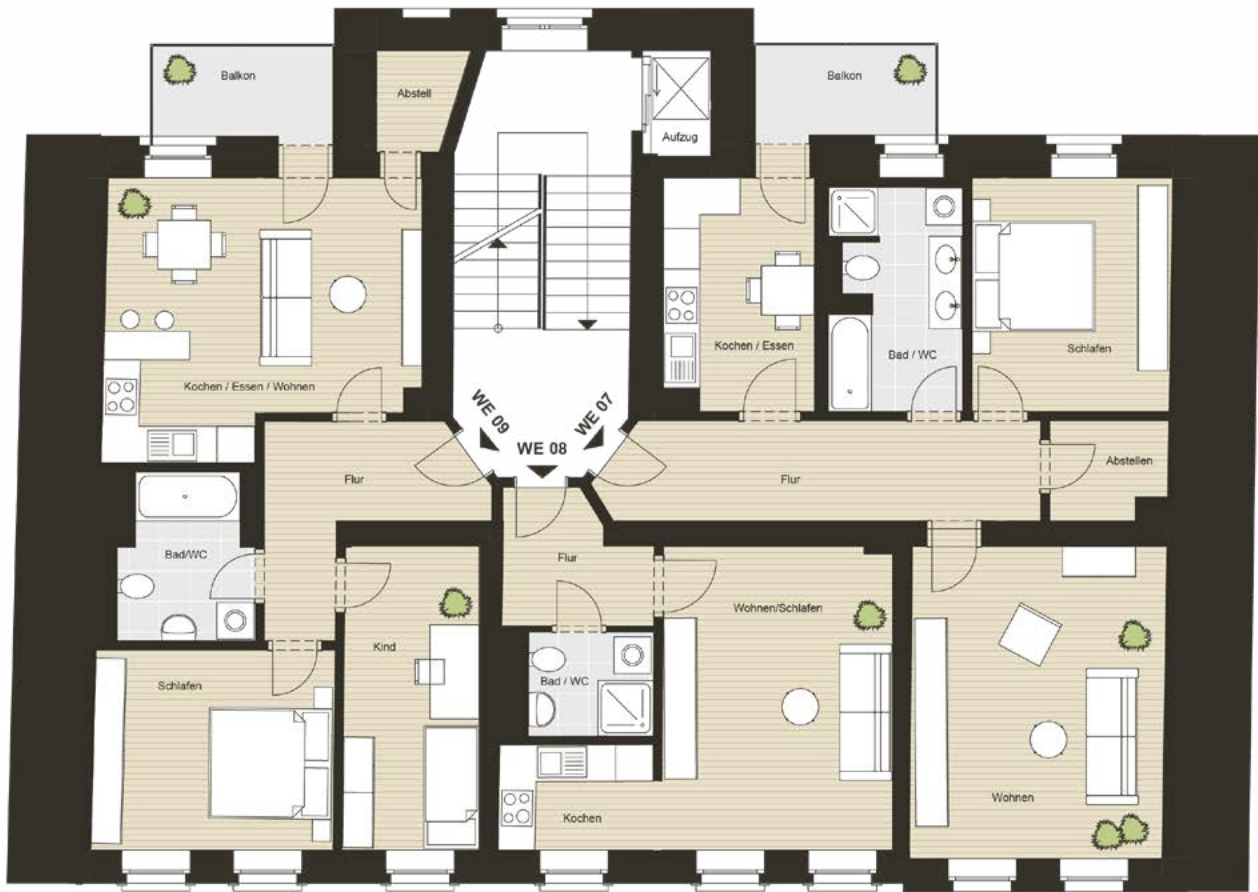 Balkon
Abstell
Aufzug
Balkon
Kochen / Essen / Wohnen
Kochen / Essen
Bad / WC
Schlafen
WE 09
WE 08
WE 07
Flur
Flur
Abstellen
Bad/WC
Flur
Kind
Wohnen/Schlafen
Schlafen
Bad / WC
Kochen
Wohnen